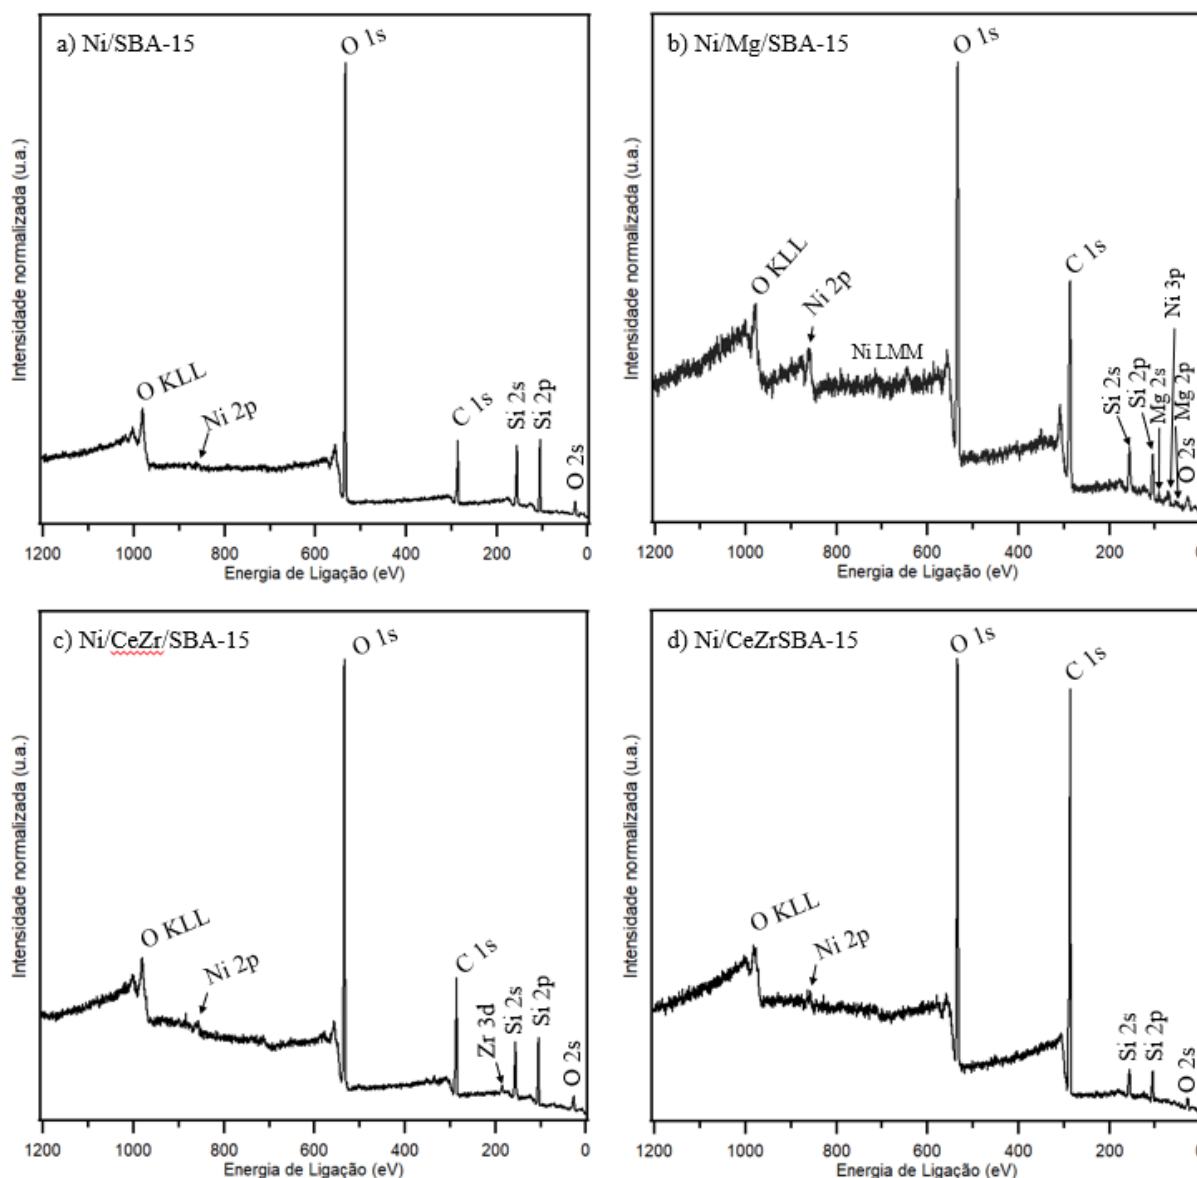 a) Ni/SBA-15
O 1s
O KLL
Ni 2p
C 1s
Si 2s
Si 2p
O 2s
Intensidade normalizada (u.a.)
1200 1000 800 600 400 200 0
Energia de Ligação (eV)
b) Ni/Mg/SBA-15
O 1s
O KLL
Ni 2p
Ni LMM
C 1s
Si 2s
Si 2p
Mg 2s
Ni 3p
Mg 2p
O 2s
Intensidade normalizada (u.a.)
1200 1000 800 600 400 200 0
Energia de Ligação (eV)
c) Ni/CeZr/SBA-15
O 1s
O KLL
Ni 2p
C 1s
Zr 3d
Si 2s
Si 2p
O 2s
Intensidade normalizada (u.a.)
1200 1000 800 600 400 200 0
Energia de Ligação (eV)
d) Ni/CeZrSBA-15
O 1s
C 1s
O KLL
Ni 2p
Si 2s
Si 2p
O 2s
Intensidade normalizada (u.a.)
1200 1000 800 600 400 200
Energia de Ligação (eV)